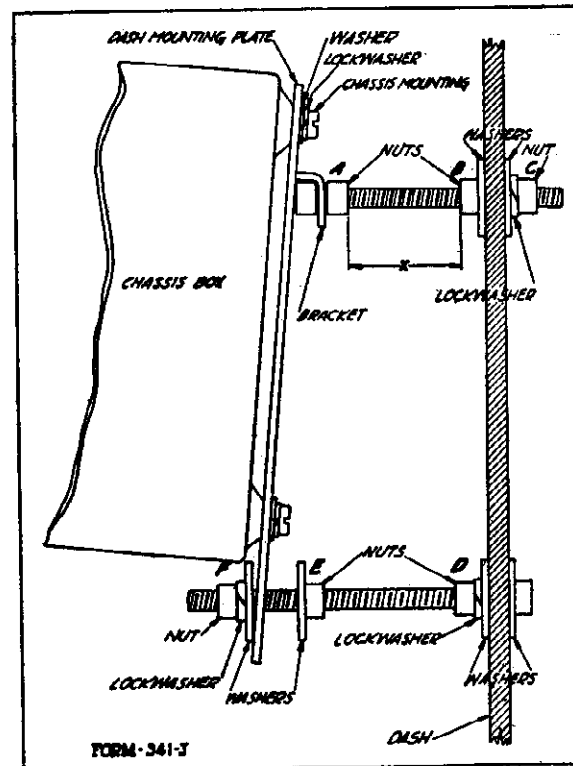 DASH MOUNTING PLATE
WASHER
LOCKWASHER
CHASSIS MOUNTING
WASHERS
A
NUTS
B
NUT
C
X
LOCKWASHER
CHASSIS BOX
BRACKET
F
E
NUTS
D
NUT
LOCKWASHER
LOCKWASHER
WASHERS
WASHERS
DASH
FORM-341-J